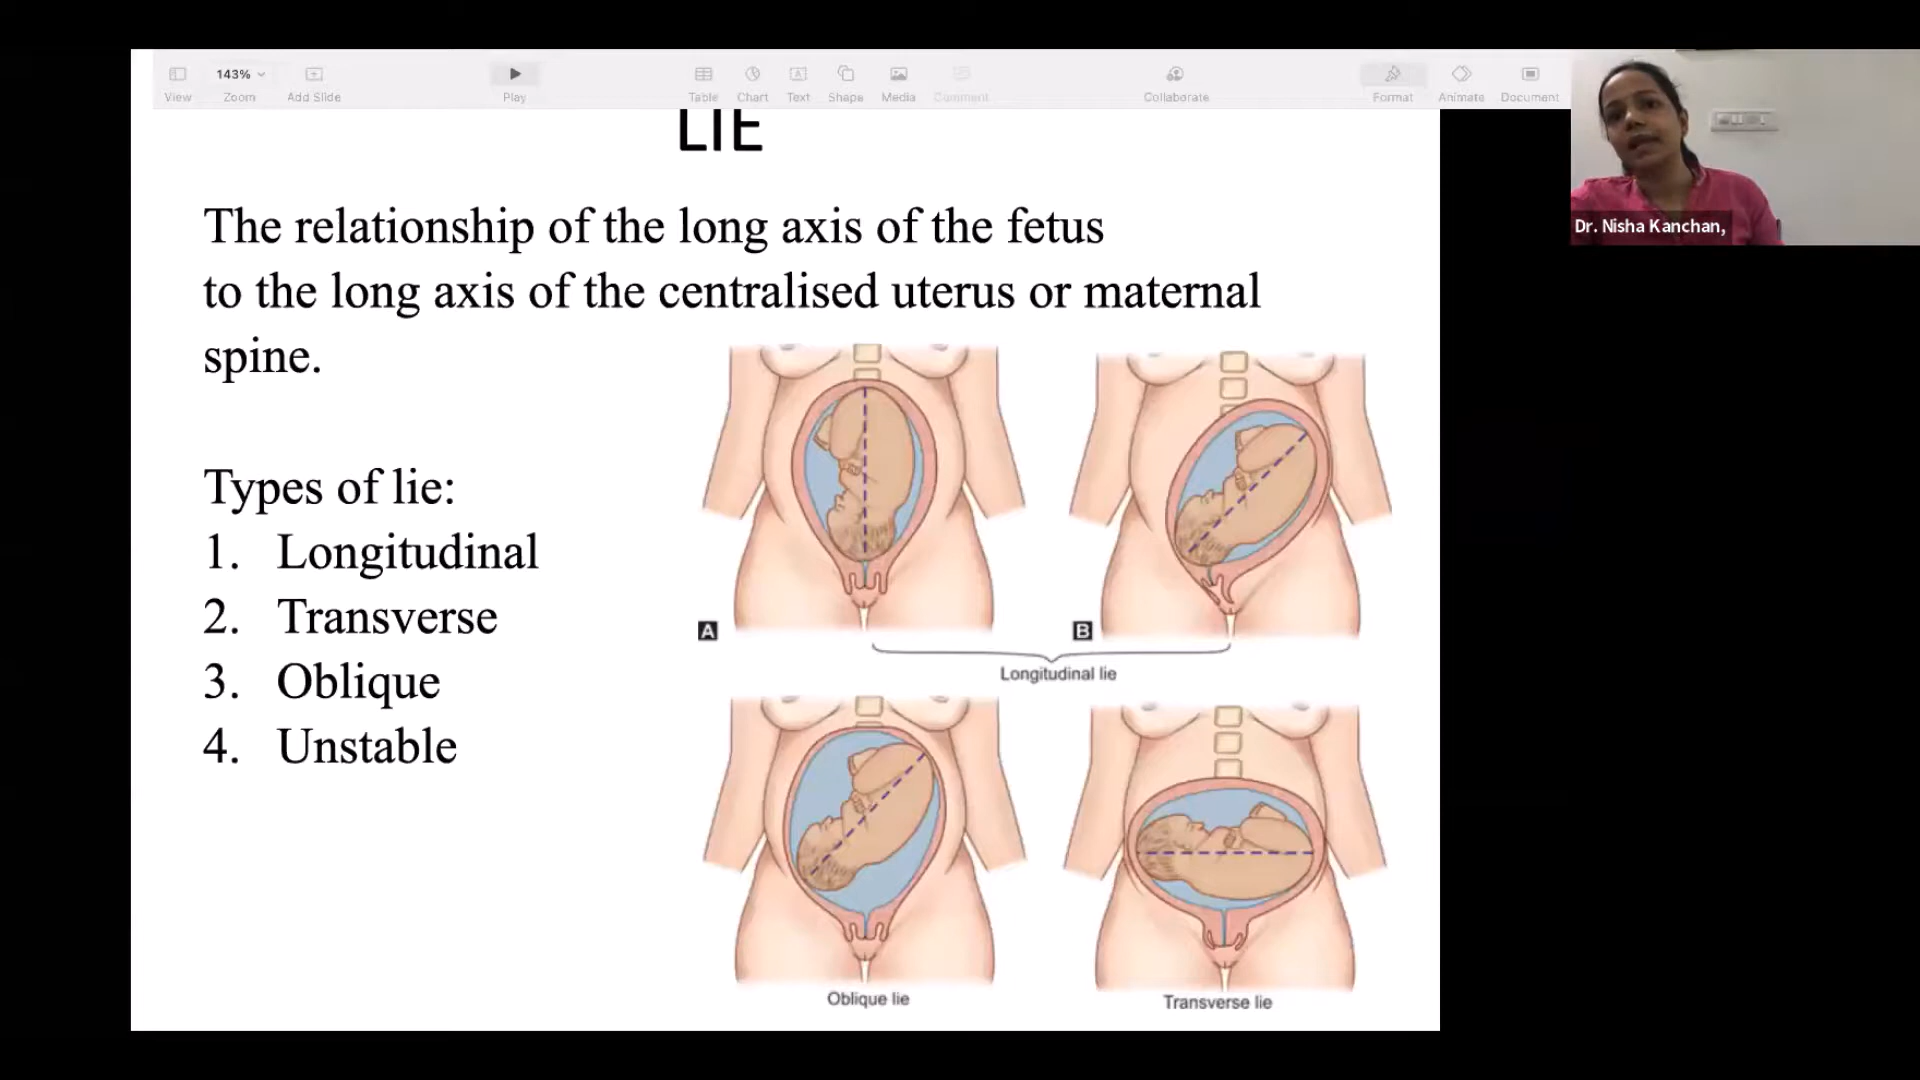 143%
View
Zoom
Add Slide
Play
Table
Chart
Text
Shape
Media
Comment
Collaborate
Format
Animate
Document
Dr. Nisha Kanchan,
LIE
The relationship of the long axis of the fetus
to the long axis of the centralised uterus or maternal
spine.
Types of lie:
1. Longitudinal
2. Transverse
3. Oblique
4. Unstable
A
B
Longitudinal lie
Oblique lie
Transverse lie